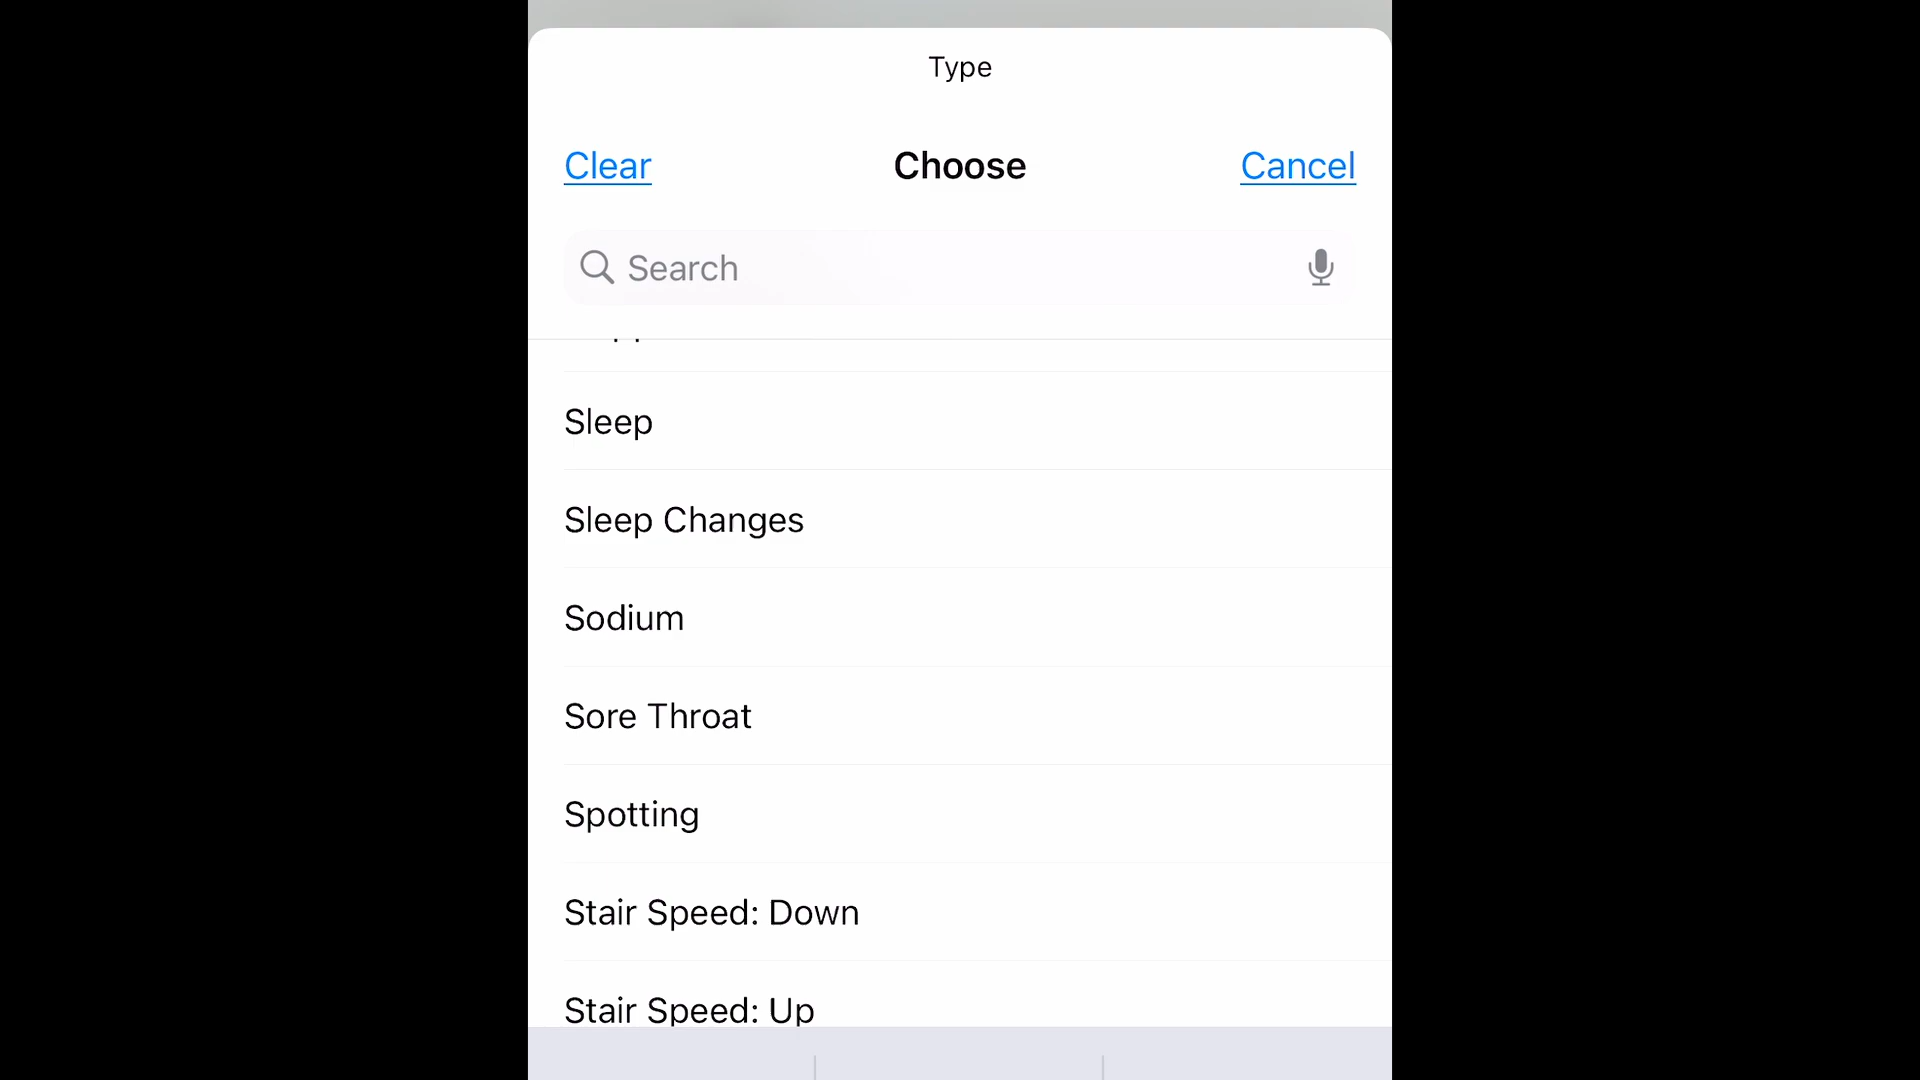 Type
Clear Choose Cancel
Search
Sleep
Sleep Changes
Sodium
Sore Throat
Spotting
Stair Speed: Down
Stair Speed: Up